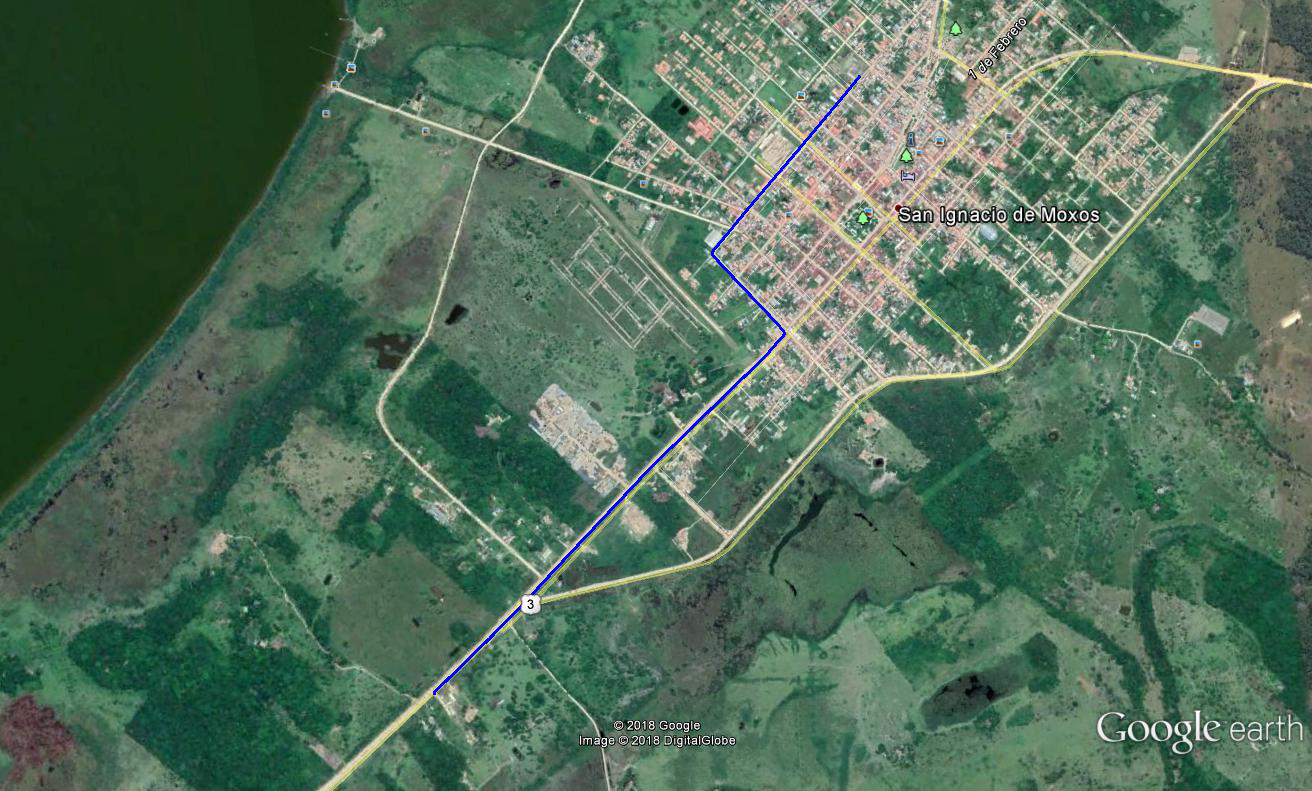 1 de Febrero
San Ignacio de Moxos
3
© 2018 Google
Image © 2018 DigitalGlobe
Google earth